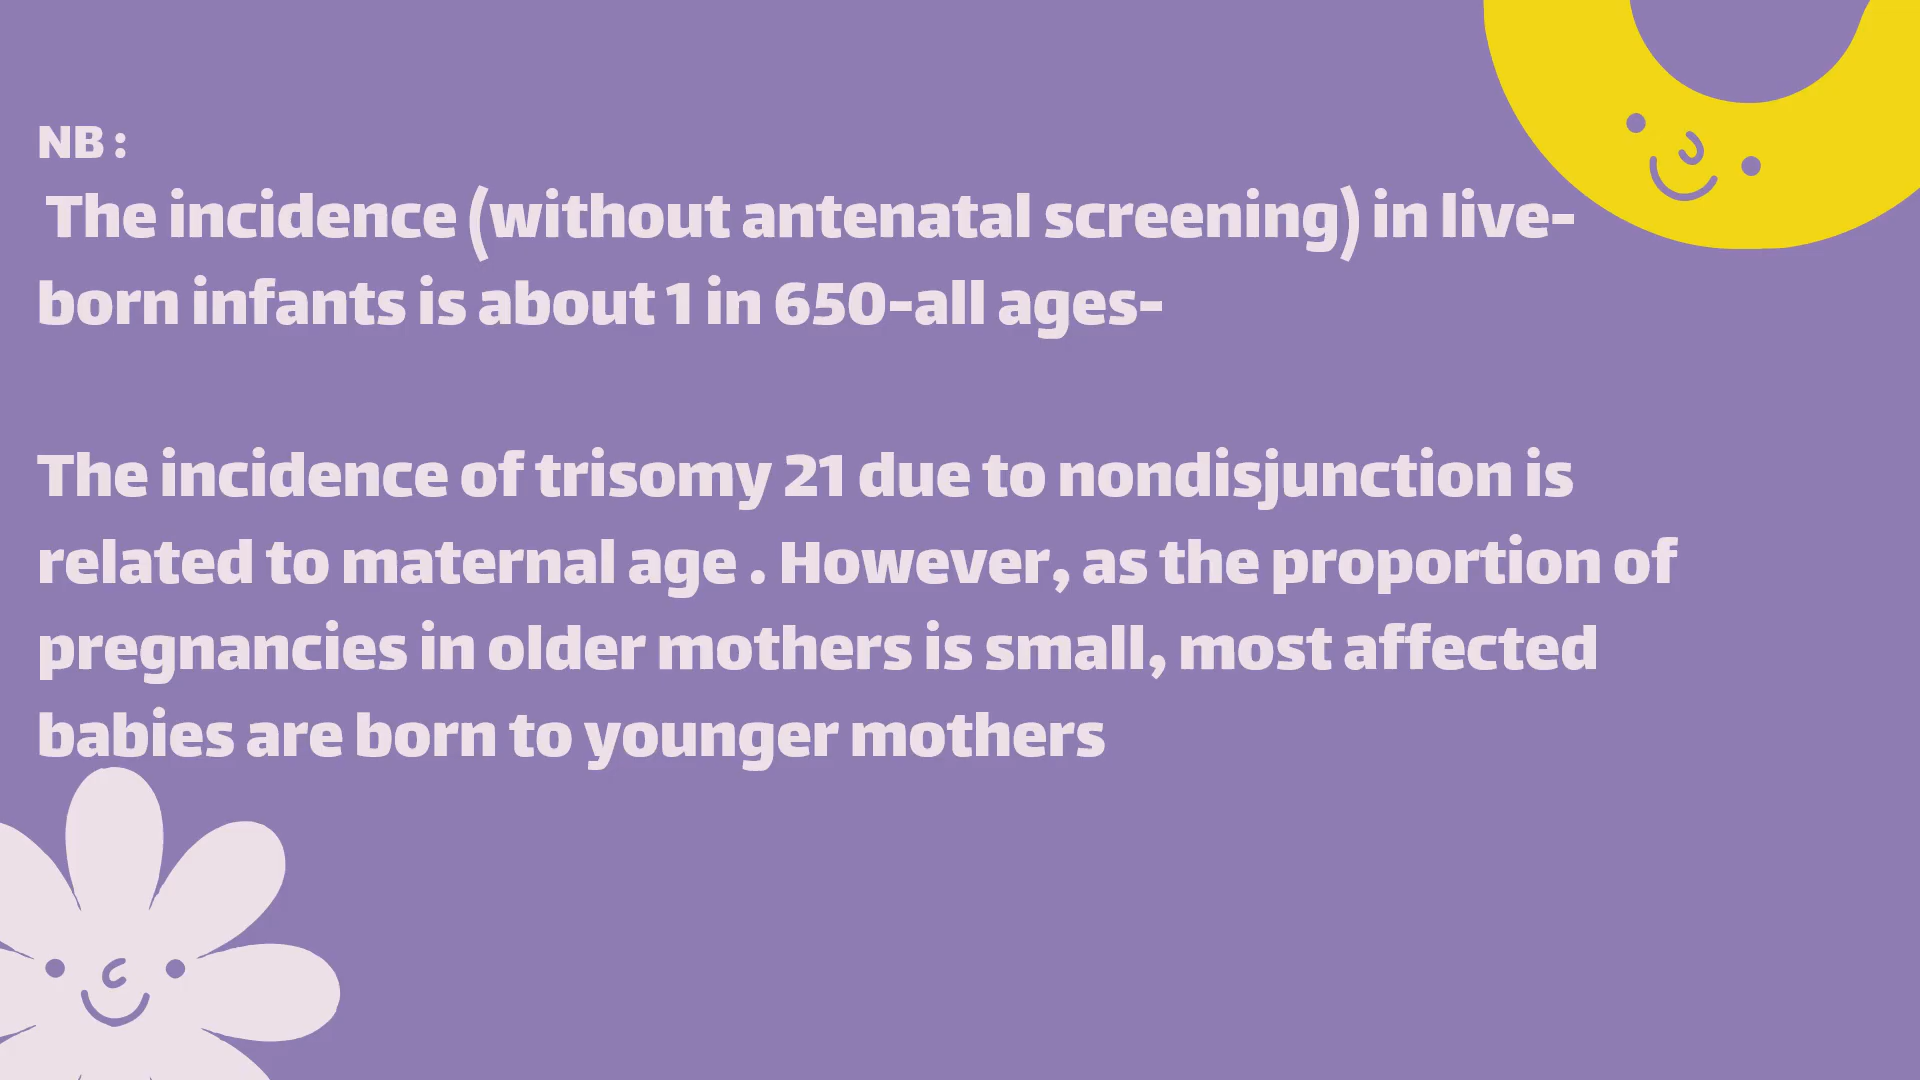 NB :
The incidence (without antenatal screening) in live-
born infants is about 1 in 650-all ages-
The incidence of trisomy 21 due to nondisjunction is
related to maternal age . However, as the proportion of
pregnancies in older mothers is small, most affected
babies are born to younger mothers